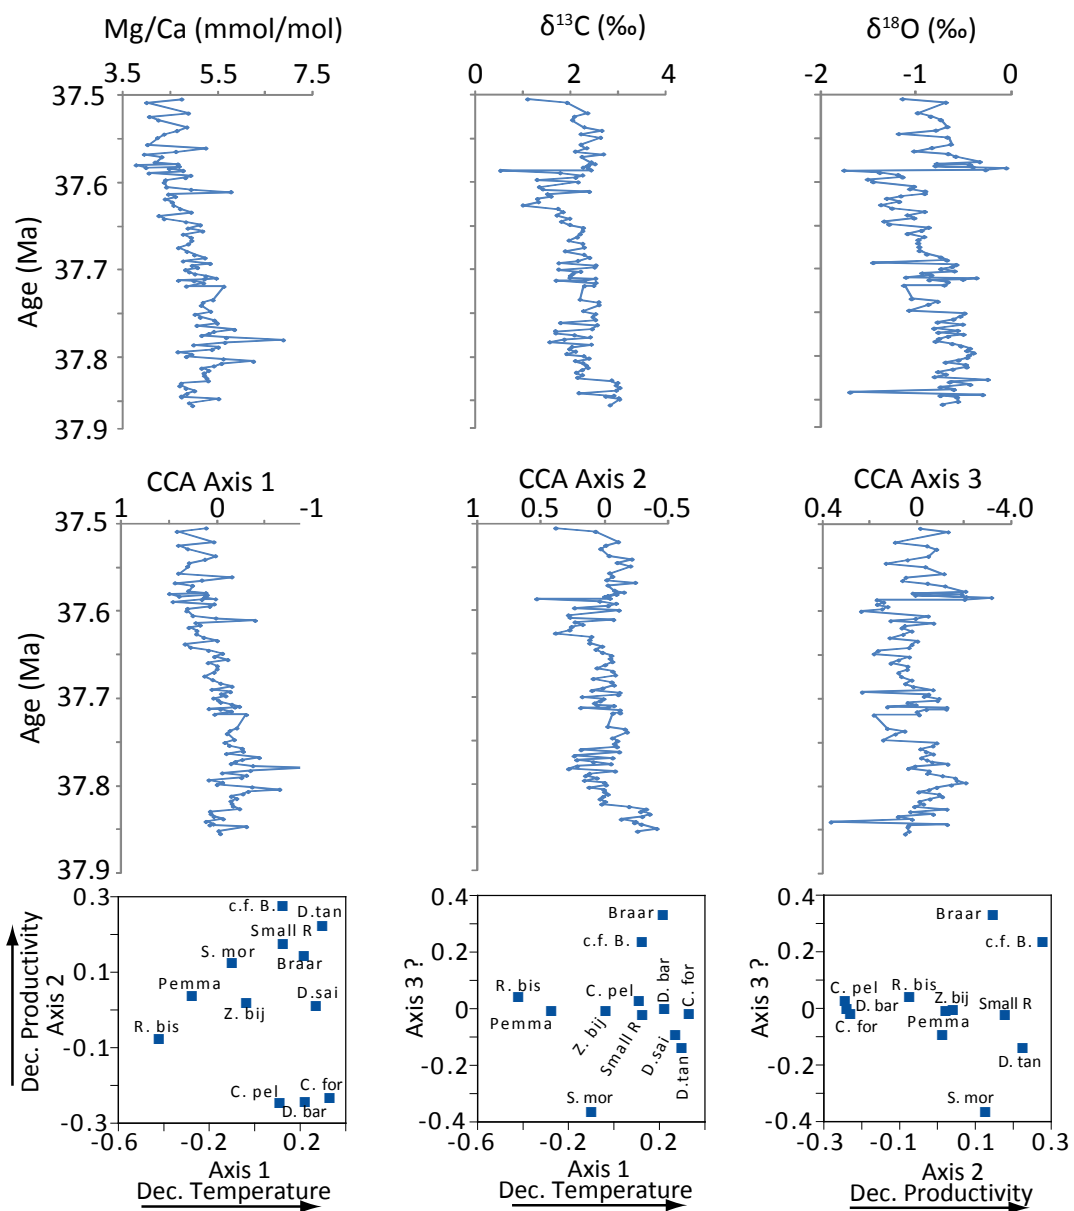 Mg/Ca (mmol/mol) δ¹³C (‰) δ¹⁸O (‰)
3.5 5.5 7.5 0 2 4 -2 -1 0
37.5
37.6
37.7
37.8
37.9
Age (Ma)
CCA Axis 1 CCA Axis 2 CCA Axis 3
1 0 -1 1 0.5 0 -0.5 0.4 0 -4.0
37.5
37.6
37.7
37.8
37.9
Age (Ma)
Dec. Productivity
Axis 2
0.3
0.1
-0.1
-0.3
c.f. B.
D.tan
Small R
S. mor
Braar
Pemma
D.sai
Z. bij
R. bis
C. for
C. pel
D. bar
-0.6 -0.2 0.2
Axis 1
Dec. Temperature
Axis 3 ?
0.4
0.2
0
-0.2
-0.4
Braar
c.f. B.
D. bar
C. for
R. bis
C. pel
Pemma
Z. bij
Small R
D.sai
D.tan
S. mor
-0.6 -0.2 0.2
Axis 1
Dec. Temperature
Axis 3 ?
0.4
0.2
0
-0.2
-0.4
Braar
c.f. B.
C. pel
R. bis
D. bar
Z. bij
Small R
C. for
Pemma
D. tan
S. mor
-0.3 -0.1 0.1 0.3
Axis 2
Dec. Productivity